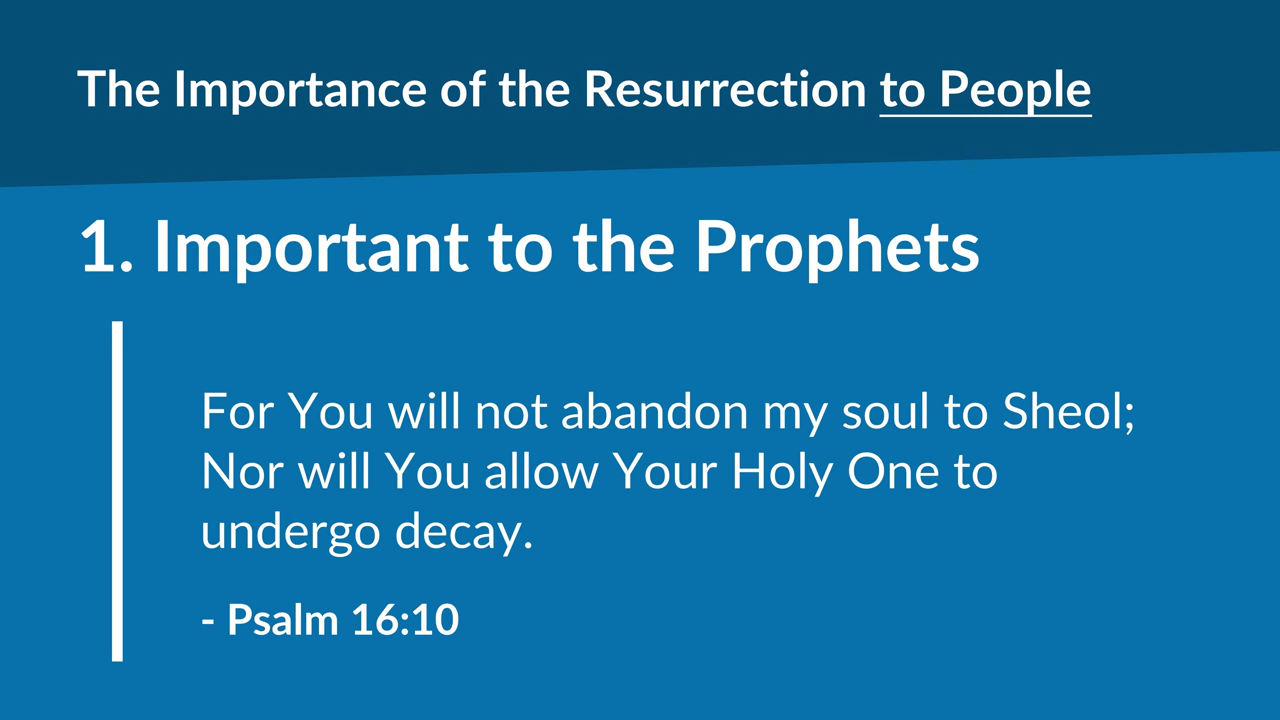 The Importance of the Resurrection to People
1. Important to the Prophets
For You will not abandon my soul to Sheol;
Nor will You allow Your Holy One to
undergo decay.
- Psalm 16:10